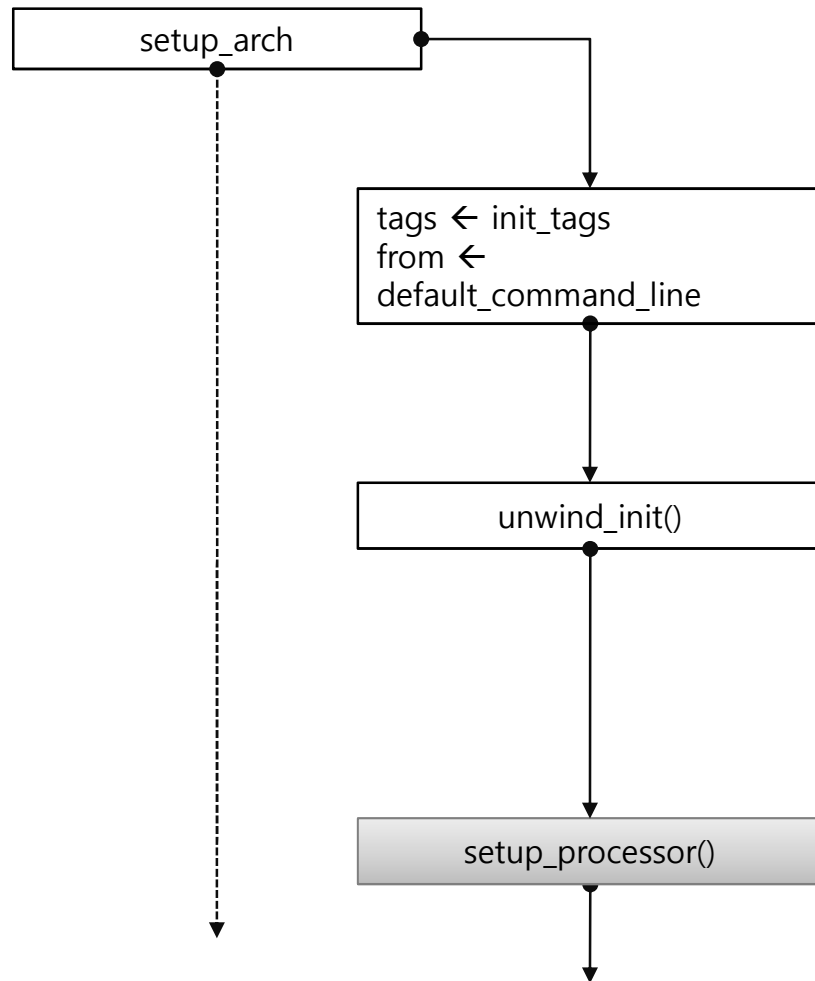 setup_arch
tags ← init_tags
from ←
default_command_line
unwind_init()
setup_processor()